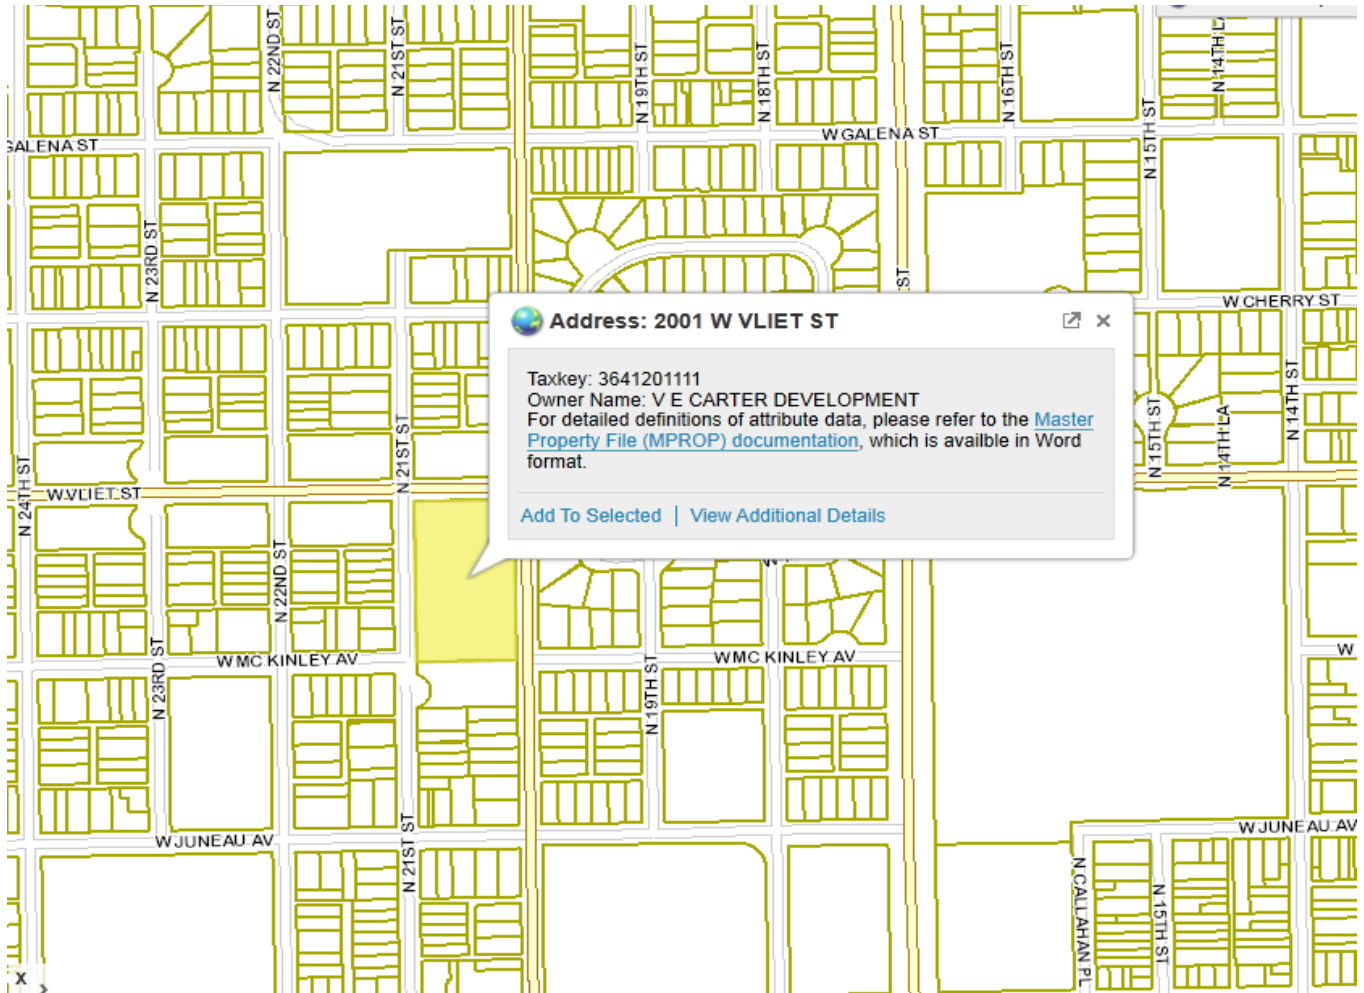 N 22ND ST
N 21ST ST
N 19TH ST
N 18TH ST
N 16TH ST
N 14TH LA
N 15TH ST
W GALENA ST
GALENA ST
N 23RD ST
ST
W CHERRY ST
Address: 2001 W VLIET ST
Taxkey: 3641201111
Owner Name: V E CARTER DEVELOPMENT
For detailed definitions of attribute data, please refer to the Master
Property File (MPROP) documentation, which is availble in Word
format.
Add To Selected | View Additional Details
N 14TH ST
N 15TH ST
N 14TH LA
N 21ST ST
N 24TH ST
W VLIET ST
N 22ND ST
W MC KINLEY AV
W MC KINLEY AV
W
N 23RD ST
N 19TH ST
W JUNEAU AV
W JUNEAU AV
N 21ST ST
N CALLAHAN PL
N 15TH ST
X